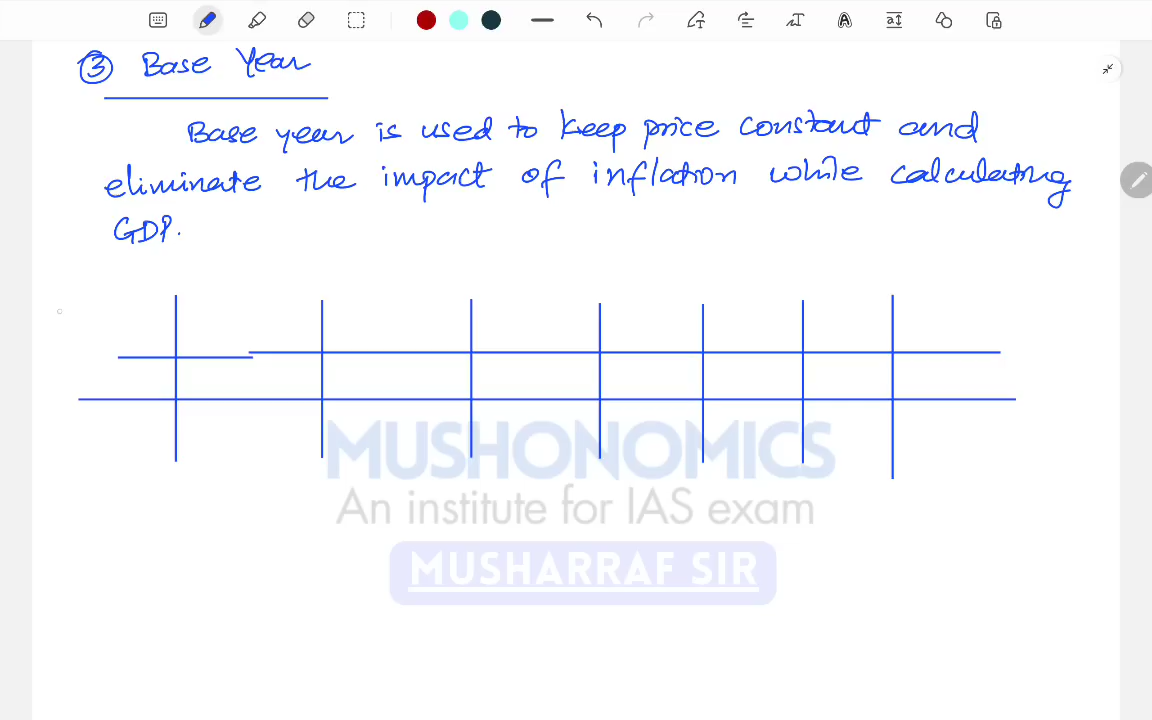 ③ Base Year
Base year is used to keep price constant and
eliminate the impact of inflation while calculating
GDP.
MUSHONOMICS
An institute for IAS exam
MUSHARRAF SIR